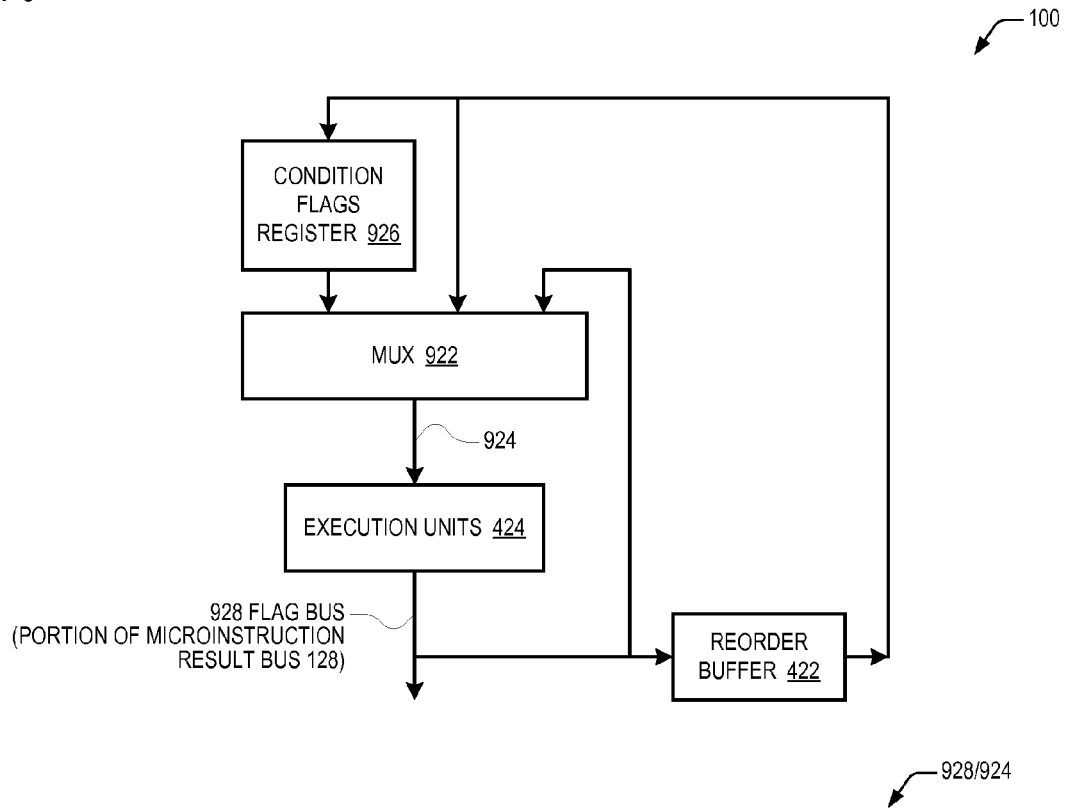 100
CONDITION
FLAGS
REGISTER 926
MUX 922
924
EXECUTION UNITS 424
928 FLAG BUS
(PORTION OF MICROINSTRUCTION
RESULT BUS 128)
REORDER
BUFFER 422
928/924